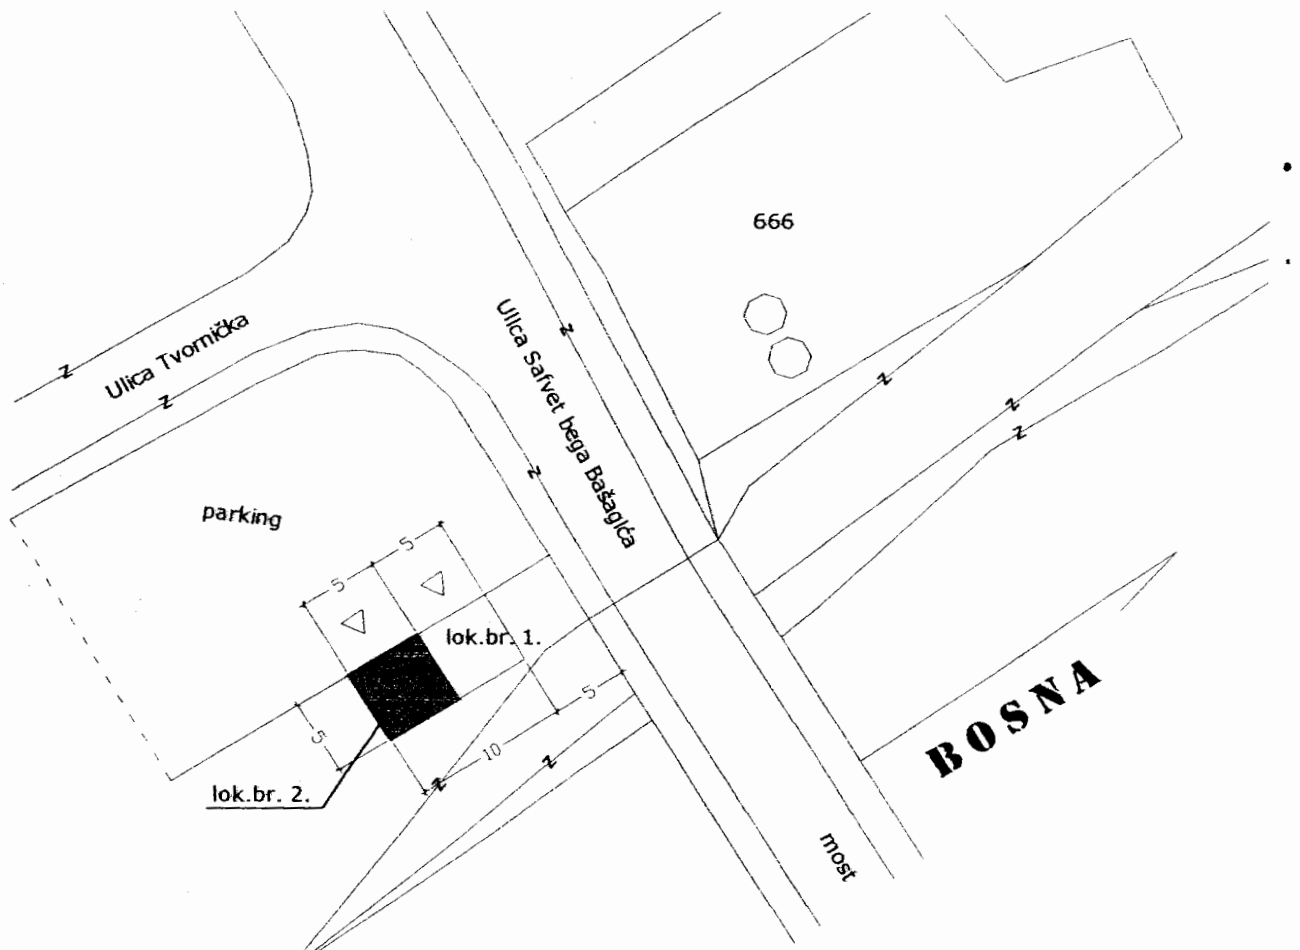 666
Ulica Tvornička
Ulica Safvet bega Bašagića
parking
5
5
lok.br. 1.
5
5
10
lok.br. 2.
BOSNA
most
z
z
z
z
z
z
z
z
z